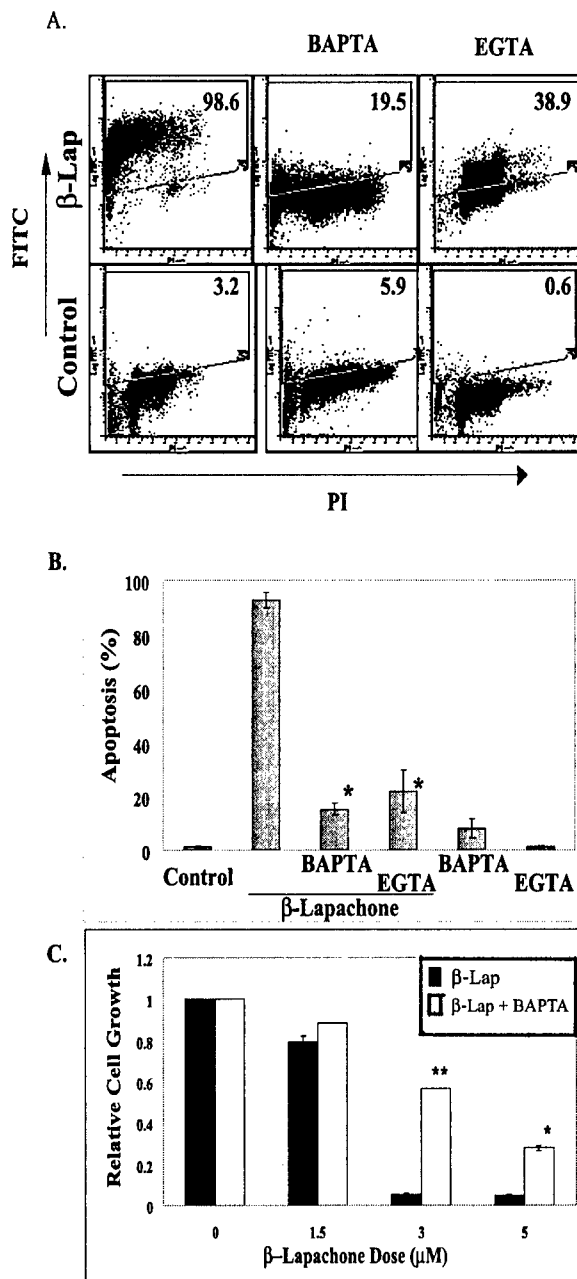 A.
BAPTA EGTA
98.6 19.5 38.9
β-Lap
FITC
3.2 5.9 0.6
Control
PI
B.
100
80
60
40
20
0
Apoptosis (%)
* *
Control BAPTA EGTA BAPTA EGTA
β-Lapachone
C.
1.2
1
0.8
0.6
0.4
0.2
0
Relative Cell Growth
β-Lap
β-Lap + BAPTA
** *
0 1.5 3 5
β–Lapachone Dose (μM)